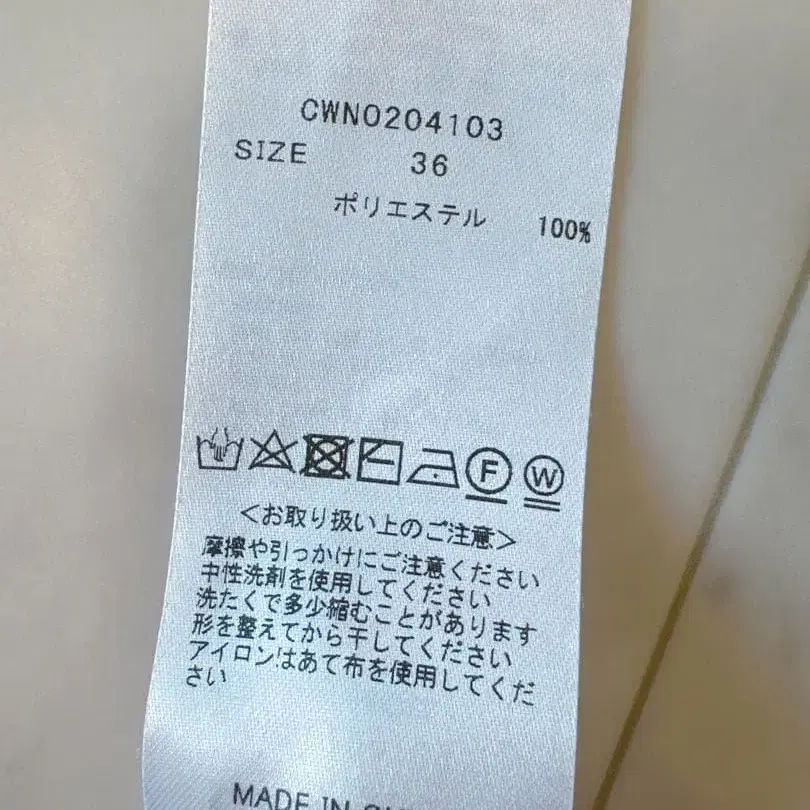 CWN0204103
SIZE 36
ポリエステル 100%
F W
<お取り扱い上のご注意>
摩擦や引っかけにご注意ください
中性洗剤を使用してください
洗たくで多少縮むことがあります
形を整えてから干してください
アイロンはあて布を使用してくだ
さい
MADE IN